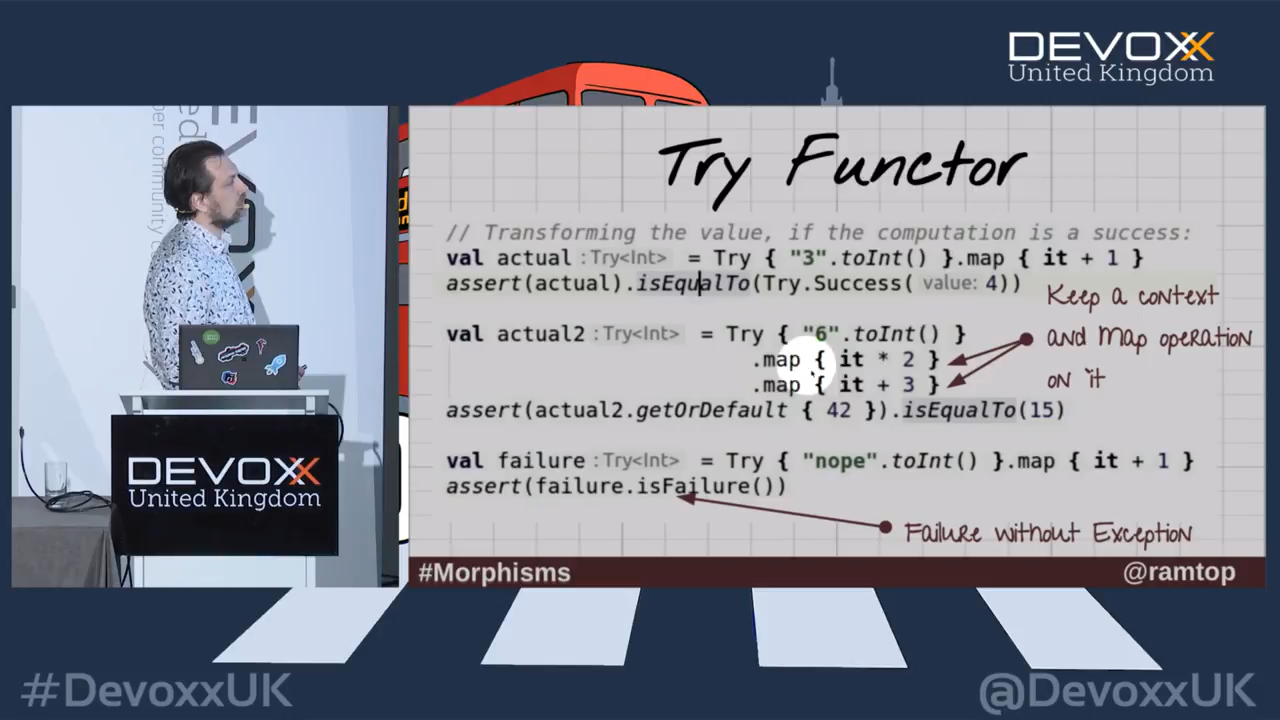 DEVOXX
United Kingdom
per community
Try Functor
// Transforming the value, if the computation is a success:
val actual :Try<Int> = Try { "3".toInt() }.map { it + 1 }
assert(actual).isEqualTo(Try.Success( value: 4))
Keep a context
and Map operation
on it
val actual2 :Try<Int> = Try { "6".toInt() }
.map { it * 2 }
.map { it + 3 }
assert(actual2.getOrDefault { 42 }).isEqualTo(15)
val failure :Try<Int> = Try { "nope".toInt() }.map { it + 1 }
assert(failure.isFailure())
Failure without Exception
#Morphisms
@ramtop
DEVOXX
United Kingdom
#DevoxxUK
@DevoxxUK